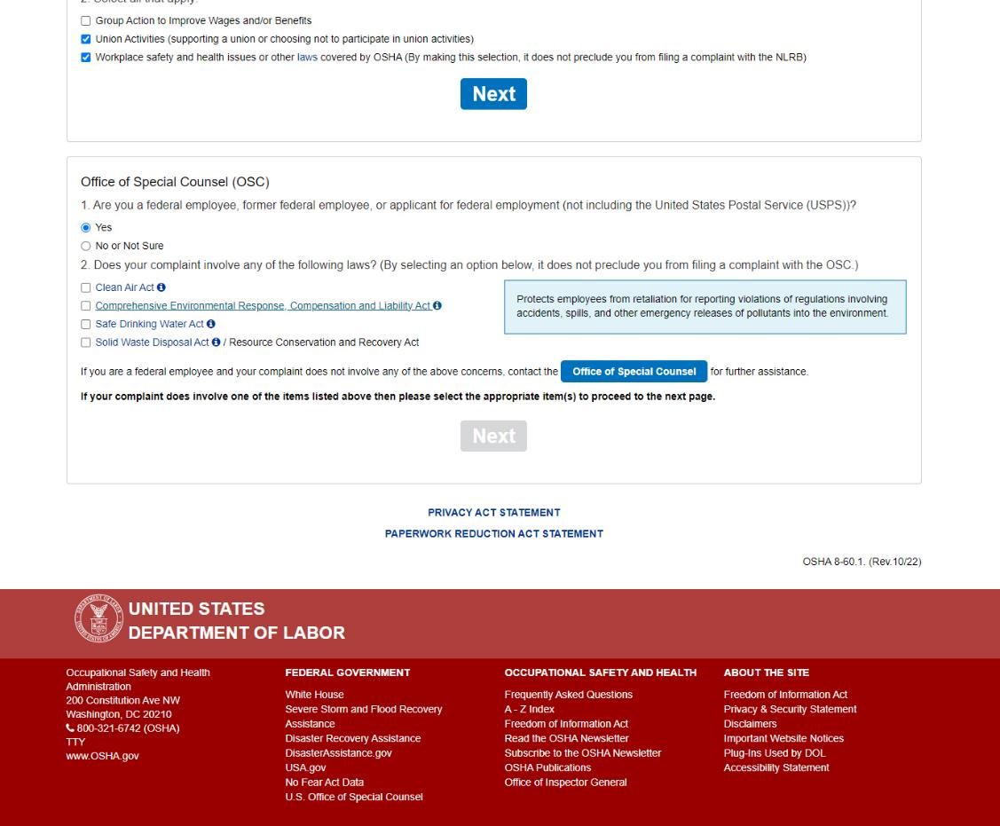 2. Select all that apply.
Group Action to Improve Wages and/or Benefits
Union Activities (supporting a union or choosing not to participate in union activities)
Workplace safety and health issues or other laws covered by OSHA (By making this selection, it does not preclude you from filing a complaint with the NLRB)
Next
Office of Special Counsel (OSC)
1. Are you a federal employee, former federal employee, or applicant for federal employment (not including the United States Postal Service (USPS))?
Yes
No or Not Sure
2. Does your complaint involve any of the following laws? (By selecting an option below, it does not preclude you from filing a complaint with the OSC.)
Clean Air Act
Comprehensive Environmental Response, Compensation and Liability Act
Safe Drinking Water Act
Solid Waste Disposal Act / Resource Conservation and Recovery Act
Protects employees from retaliation for reporting violations of regulations involving
accidents, spills, and other emergency releases of pollutants into the environment.
If you are a federal employee and your complaint does not involve any of the above concerns, contact the Office of Special Counsel for further assistance.
If your complaint does involve one of the items listed above then please select the appropriate item(s) to proceed to the next page.
Next
PRIVACY ACT STATEMENT
PAPERWORK REDUCTION ACT STATEMENT
OSHA 8-60.1. (Rev.10/22)
UNITED STATES
DEPARTMENT OF LABOR
Occupational Safety and Health
Administration
200 Constitution Ave NW
Washington, DC 20210
800-321-6742 (OSHA)
TTY
www.OSHA.gov
FEDERAL GOVERNMENT
White House
Severe Storm and Flood Recovery
Assistance
Disaster Recovery Assistance
DisasterAssistance.gov
USA.gov
No Fear Act Data
U.S. Office of Special Counsel
OCCUPATIONAL SAFETY AND HEALTH
Frequently Asked Questions
A - Z Index
Freedom of Information Act
Read the OSHA Newsletter
Subscribe to the OSHA Newsletter
OSHA Publications
Office of Inspector General
ABOUT THE SITE
Freedom of Information Act
Privacy & Security Statement
Disclaimers
Important Website Notices
Plug-Ins Used by DOL
Accessibility Statement